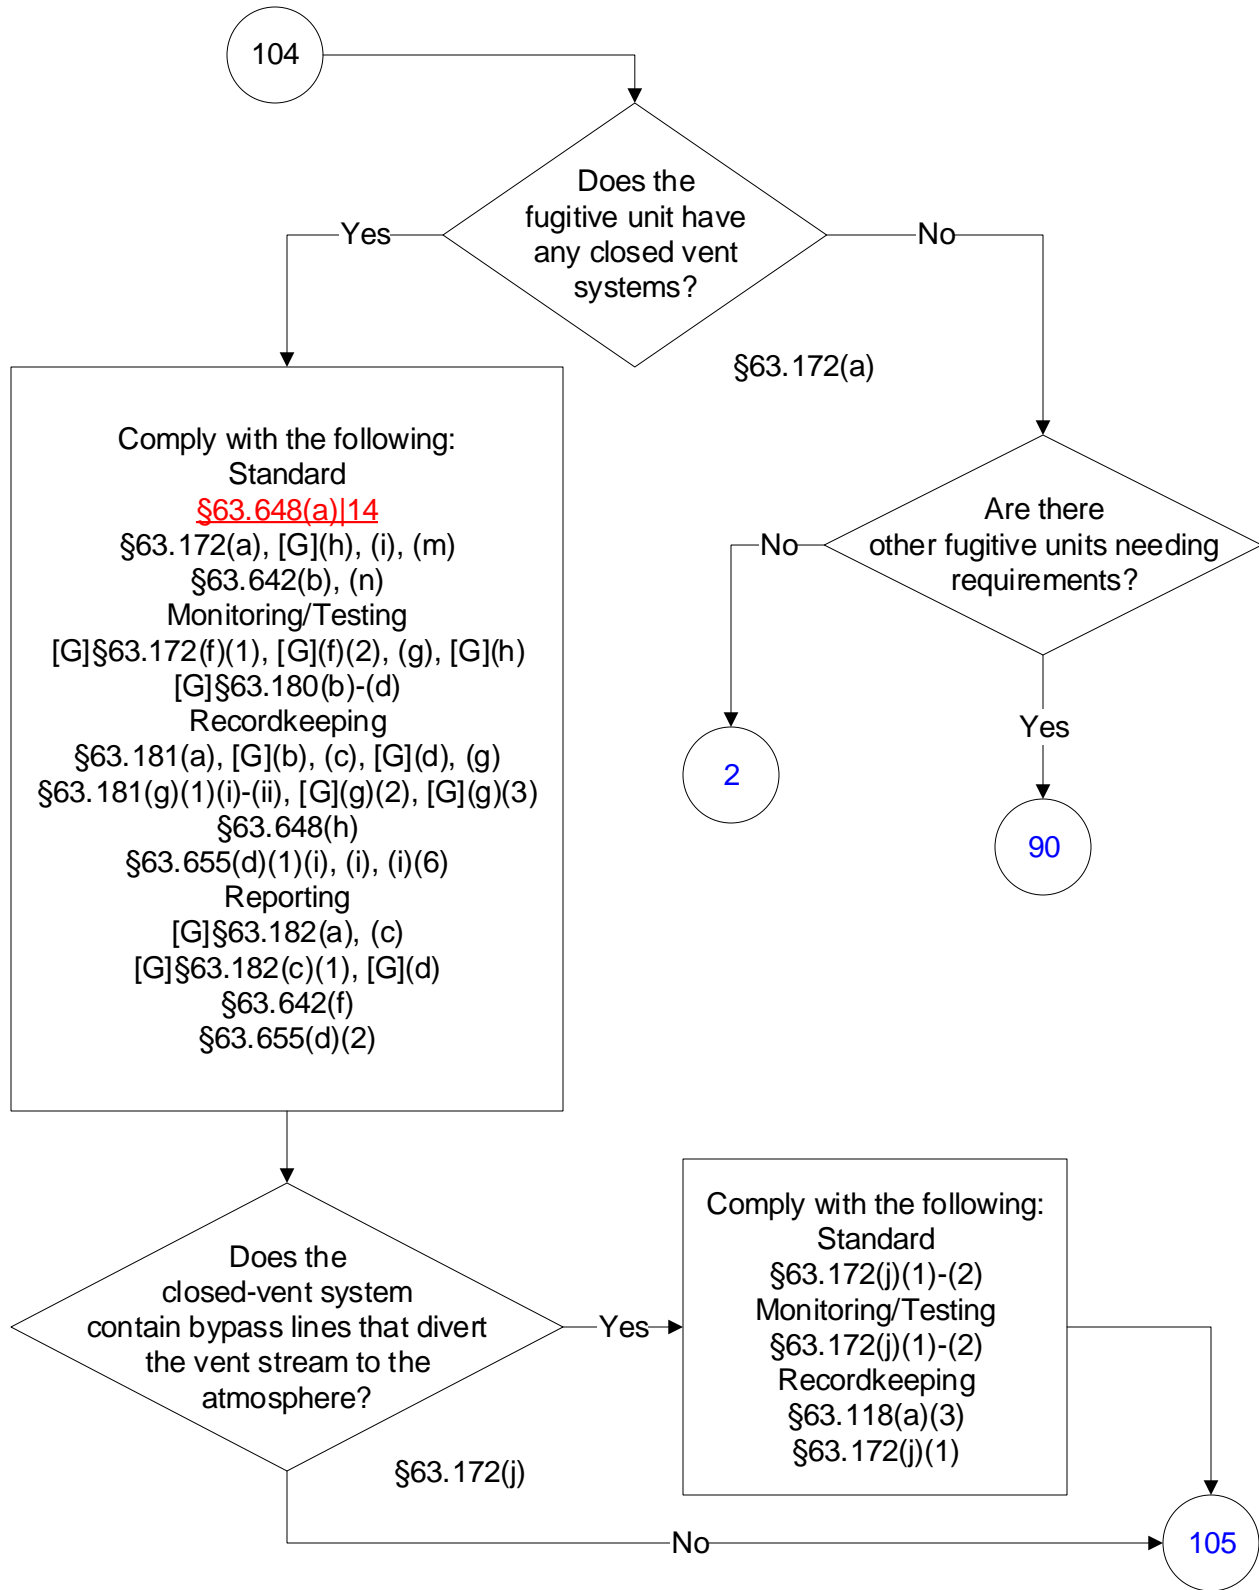 104
Does the
fugitive unit have
any closed vent
systems?
Yes
No
§63.172(a)
Comply with the following:
Standard
§63.648(a)|14
§63.172(a), [G](h), (i), (m)
§63.642(b), (n)
Monitoring/Testing
[G]§63.172(f)(1), [G](f)(2), (g), [G](h)
[G]§63.180(b)-(d)
Recordkeeping
§63.181(a), [G](b), (c), [G](d), (g)
§63.181(g)(1)(i)-(ii), [G](g)(2), [G](g)(3)
§63.648(h)
§63.655(d)(1)(i), (i), (i)(6)
Reporting
[G]§63.182(a), (c)
[G]§63.182(c)(1), [G](d)
§63.642(f)
§63.655(d)(2)
Are there
other fugitive units needing
requirements?
No
Yes
2
90
Does the
closed-vent system
contain bypass lines that divert
the vent stream to the
atmosphere?
Yes
§63.172(j)
No
Comply with the following:
Standard
§63.172(j)(1)-(2)
Monitoring/Testing
§63.172(j)(1)-(2)
Recordkeeping
§63.118(a)(3)
§63.172(j)(1)
105